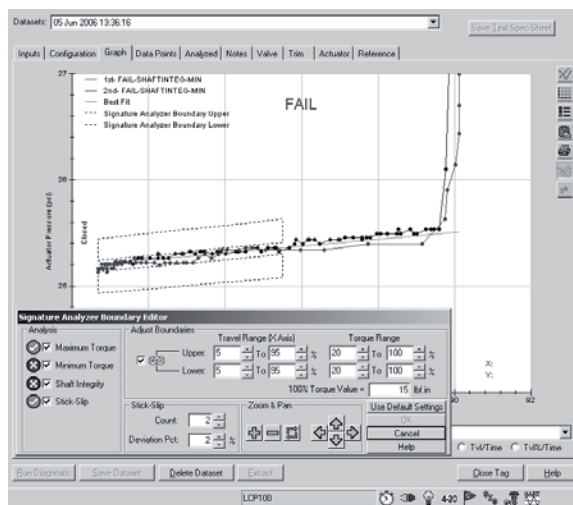 Datasets: 05 Jun 2006 13:36:16
Save Test Spec Sheet
Inputs Configuration Graph Data Points Analyzed Notes Valve Trim Actuator Reference
27
1st- FAIL-SHAFTINTEG-MIN
2nd- FAIL-SHAFTINTEG-MIN
Best Fit
Signature Analyzer Boundary Upper
Signature Analyzer Boundary Lower
FAIL
26
Actuator Pressure (psi)
Closed
26
Signature Analyzer Boundary Editor
Analysis
Maximum Torque
Minimum Torque
Shaft Integrity
Stick-Slip
Adjust Boundaries
Travel Range (X Axis) Torque Range
Upper: 5 To 95 % 20 To 100 %
Lower: 5 To 95 % 20 To 100 %
100% Torque Value = 15 lbf.in
Stick-Slip
Count: 2
Deviation Pct: 2 %
Zoom & Pan
Use Default Settings
OK
Cancel
Help
X:
Y:
90 92
Tvl/Time Tvl%/Time
Run Diagnostic Save Dataset Delete Dataset Extract Close Tag Help
LCP100 4-20